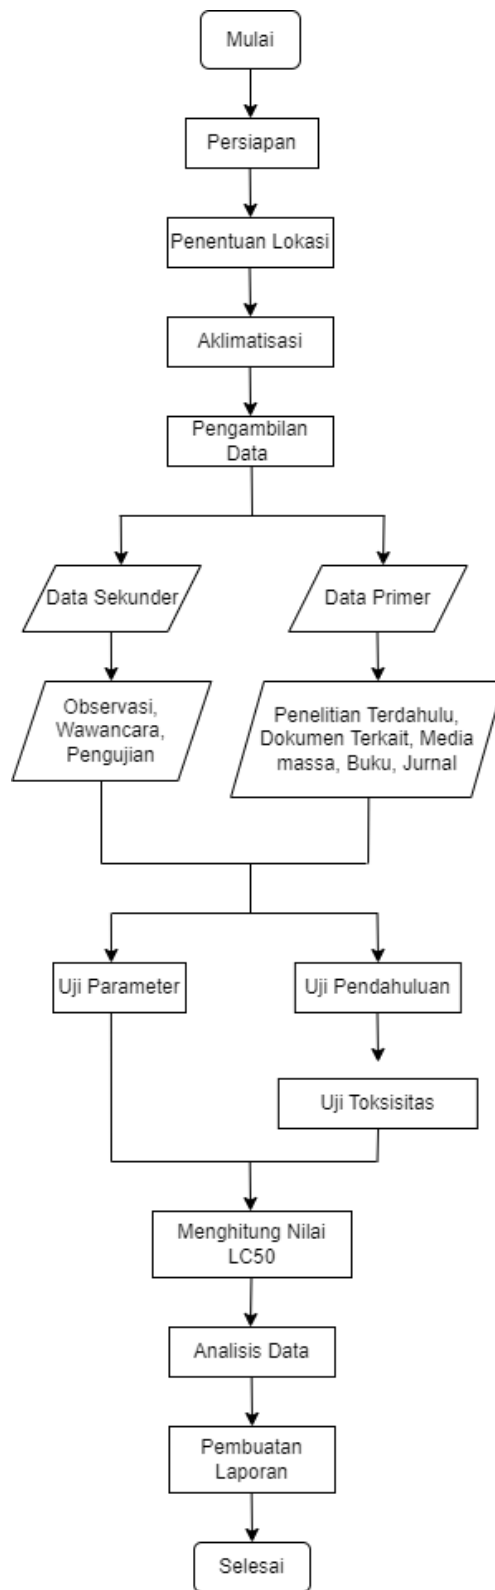 Mulai
Persiapan
Penentuan Lokasi
Aklimatisasi
Pengambilan
Data
Data Sekunder
Data Primer
Observasi,
Wawancara,
Pengujian
Penelitian Terdahulu,
Dokumen Terkait, Media
massa, Buku, Jurnal
Uji Parameter
Uji Pendahuluan
Uji Toksisitas
Menghitung Nilai
LC50
Analisis Data
Pembuatan
Laporan
Selesai